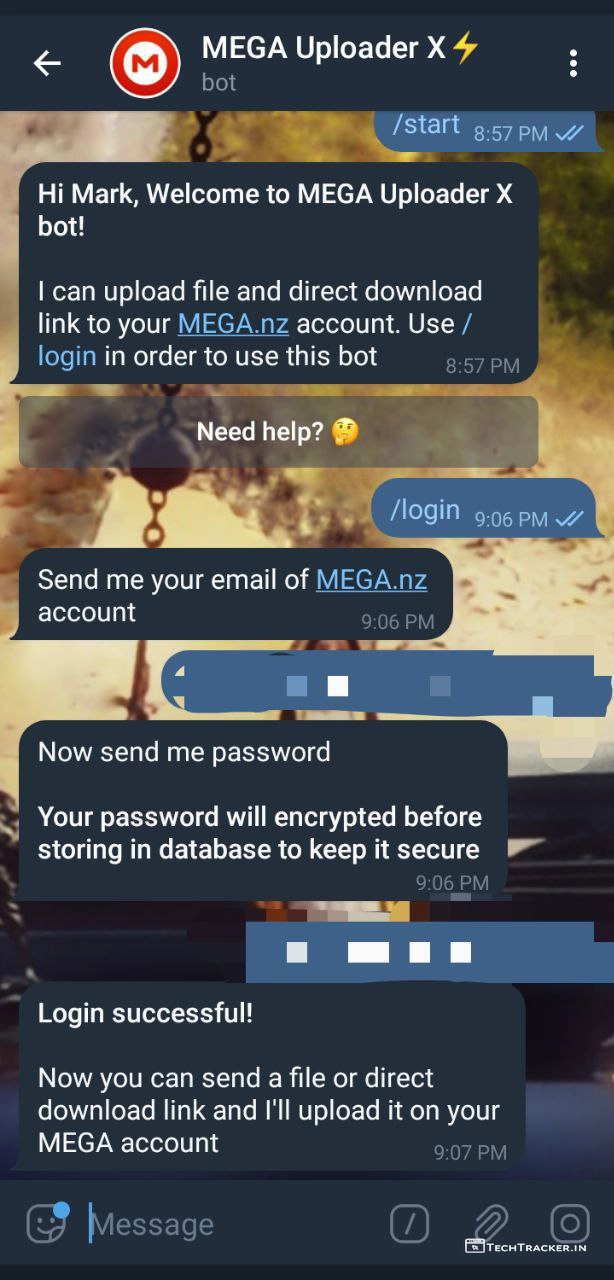 MEGA Uploader X⚡
bot
/start 8:57 PM
Hi Mark, Welcome to MEGA Uploader X
bot!
I can upload file and direct download
link to your MEGA.nz account. Use /
login in order to use this bot
8:57 PM
Need help? 🤔
/login 9:06 PM
Send me your email of MEGA.nz
account
9:06 PM
Now send me password
Your password will encrypted before
storing in database to keep it secure
9:06 PM
Login successful!
Now you can send a file or direct
download link and I'll upload it on your
MEGA account
9:07 PM
Message
TECHTRACKER.IN